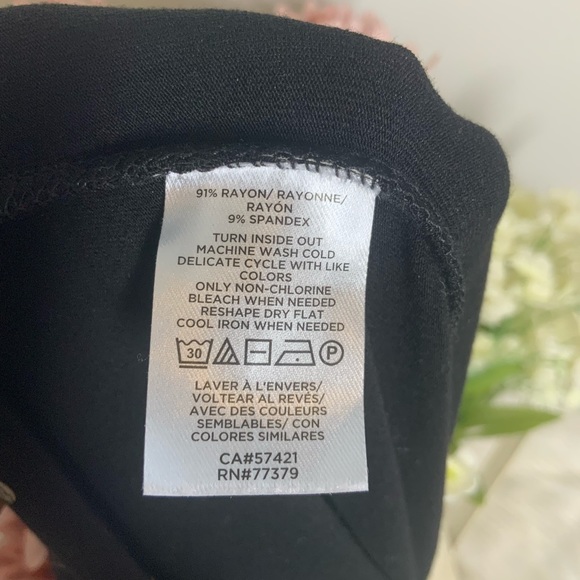 91% RAYON/ RAYONNE/
RAYÓN
9% SPANDEX
TURN INSIDE OUT
MACHINE WASH COLD
DELICATE CYCLE WITH LIKE
COLORS
ONLY NON-CHLORINE
BLEACH WHEN NEEDED
RESHAPE DRY FLAT
COOL IRON WHEN NEEDED
30 P
LAVER À L'ENVERS/
VOLTEAR AL REVÉS/
AVEC DES COULEURS
SEMBLABLES/ CON
COLORES SIMILARES
CA#57421
RN#77379